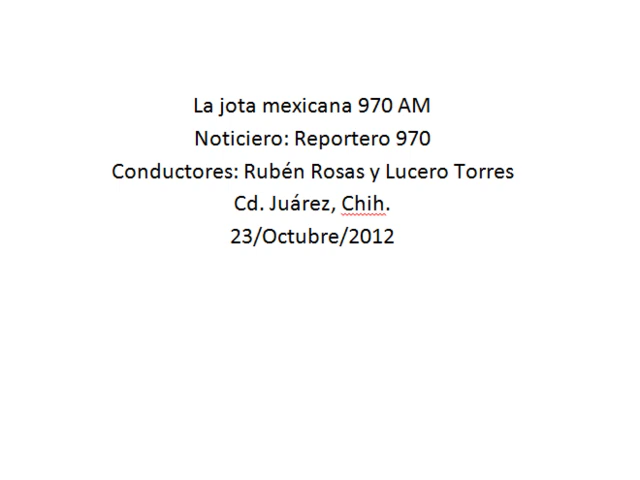 La jota mexicana 970 AM
Noticiero: Reportero 970
Conductores: Rubén Rosas y Lucero Torres
Cd. Juárez, Chih.
23/Octubre/2012